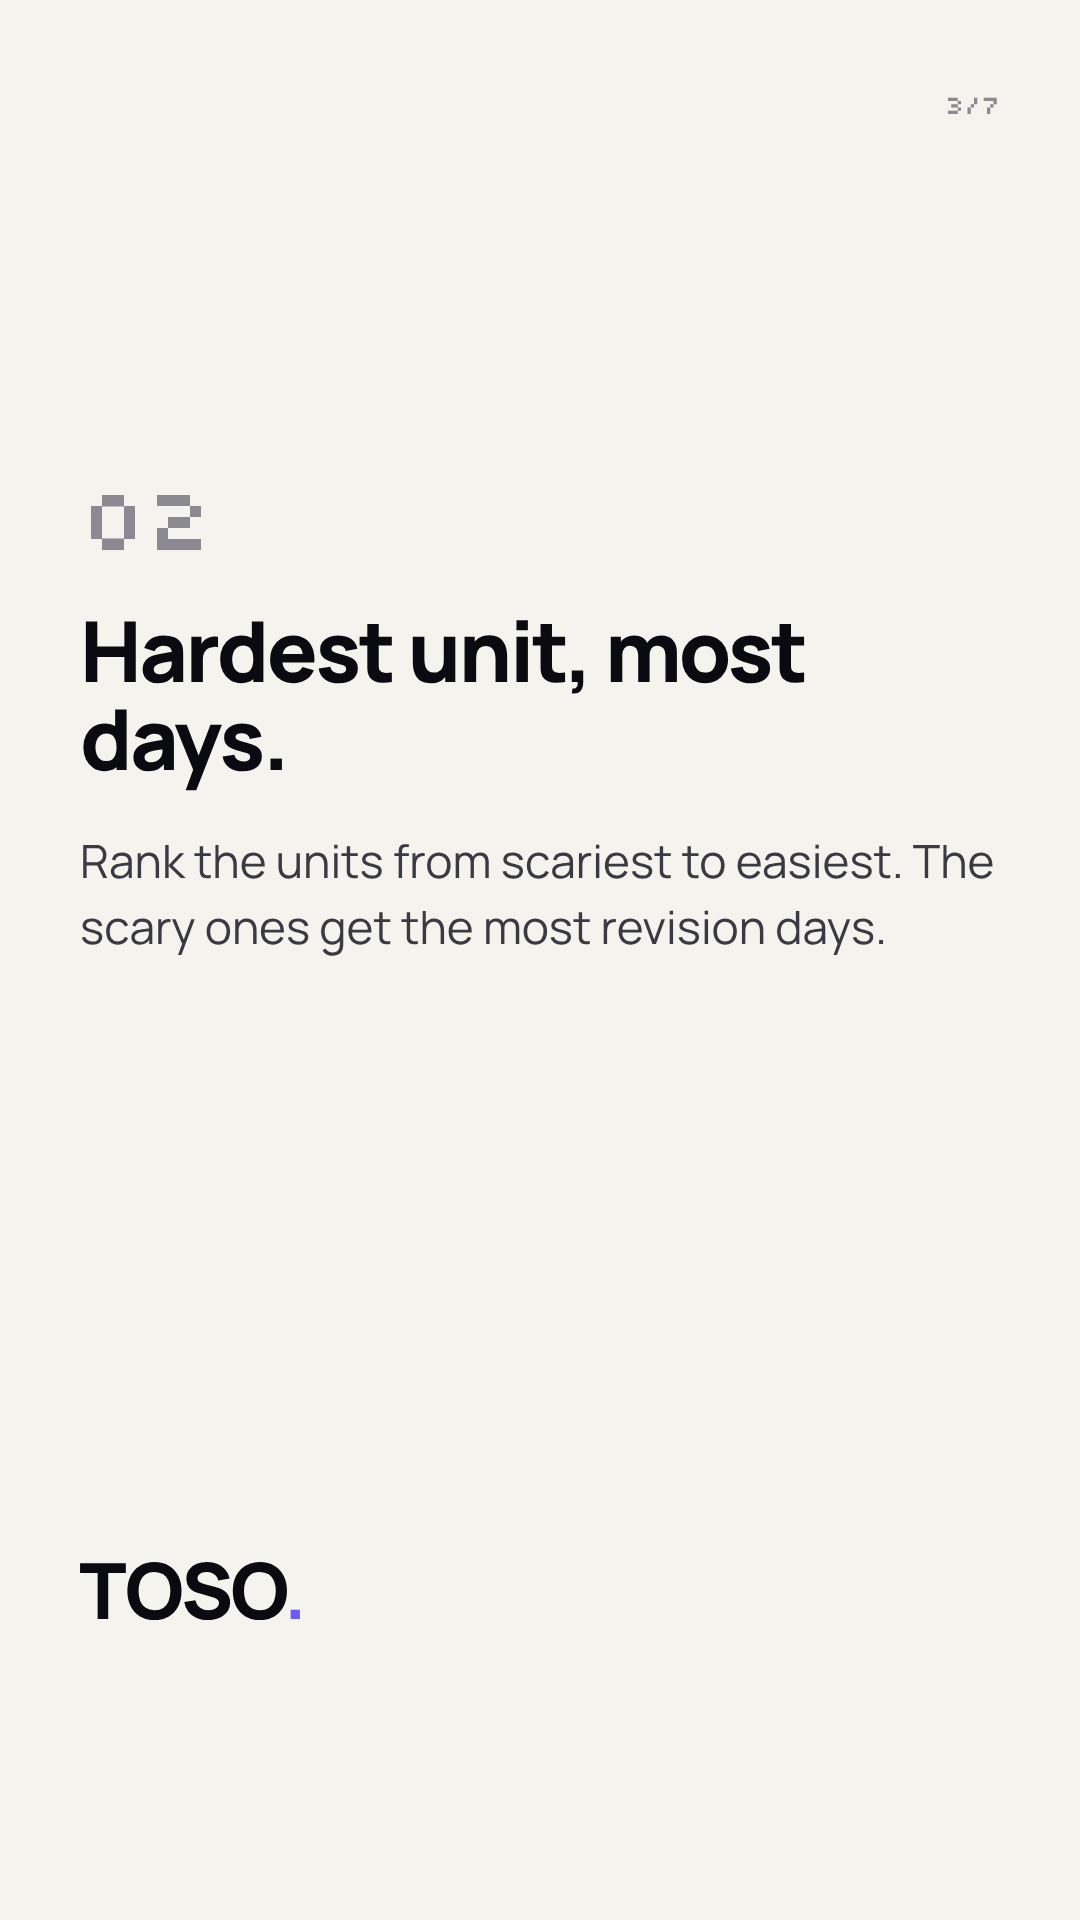 3/7
02
Hardest unit, most
days.
Rank the units from scariest to easiest. The
scary ones get the most revision days.
TOSO.